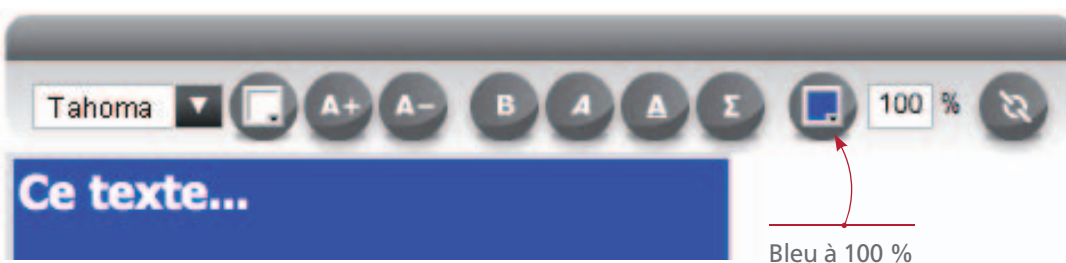 Tahoma A+ A- B A A Σ 100 %
Ce texte...
Bleu à 100 %